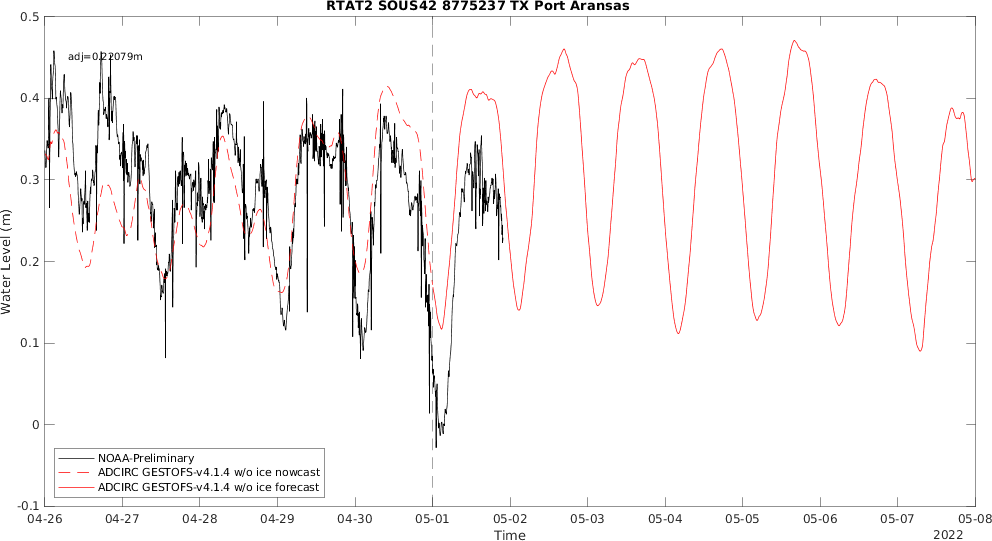 RTAT2 SOUS42 8775237 TX Port Aransas
adj=0.22079m
0.5
0.4
0.3
0.2
0.1
0
-0.1
Water Level (m)
NOAA-Preliminary
ADCIRC GESTOFS-v4.1.4 w/o ice nowcast
ADCIRC GESTOFS-v4.1.4 w/o ice forecast
04-26 04-27 04-28 04-29 04-30 05-01 05-02 05-03 05-04 05-05 05-06 05-07 05-08
Time
2022